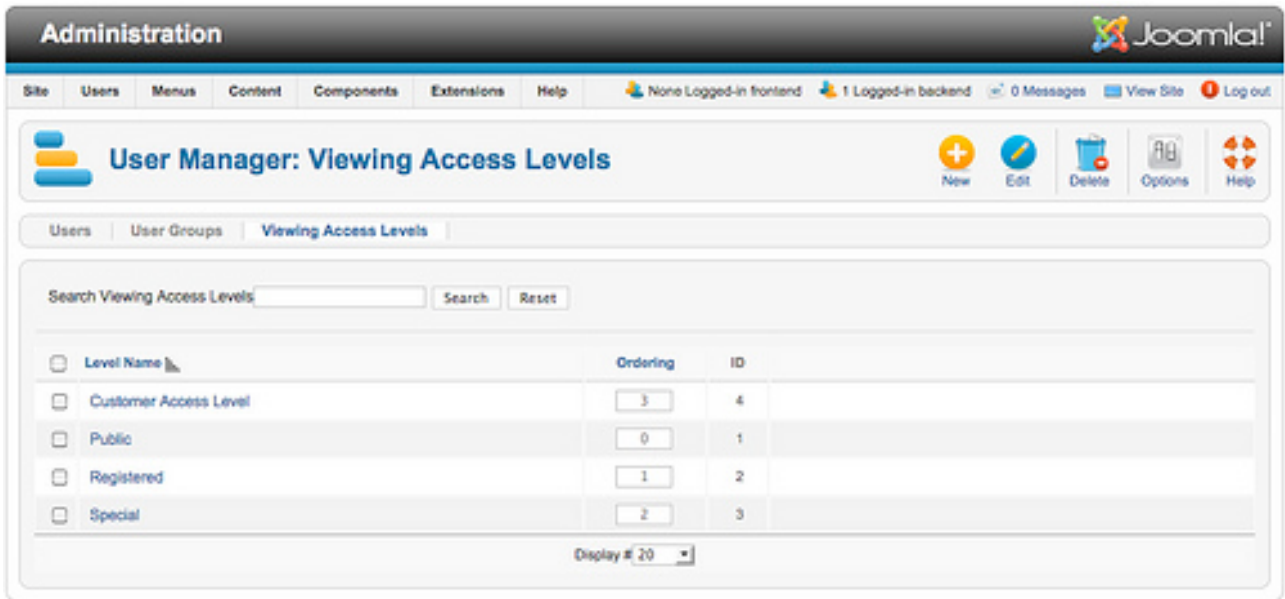 Administration Joomla!
Site Users Menus Content Components Extensions Help None Logged-in frontend 1 Logged-in backend 0 Messages View Site Log out
User Manager: Viewing Access Levels
New Edit Delete Options Help
Users User Groups Viewing Access Levels
Search Viewing Access Levels Search Reset
Level Name Ordering ID
Customer Access Level 3 4
Public 0 1
Registered 1 2
Special 2 3
Display # 20